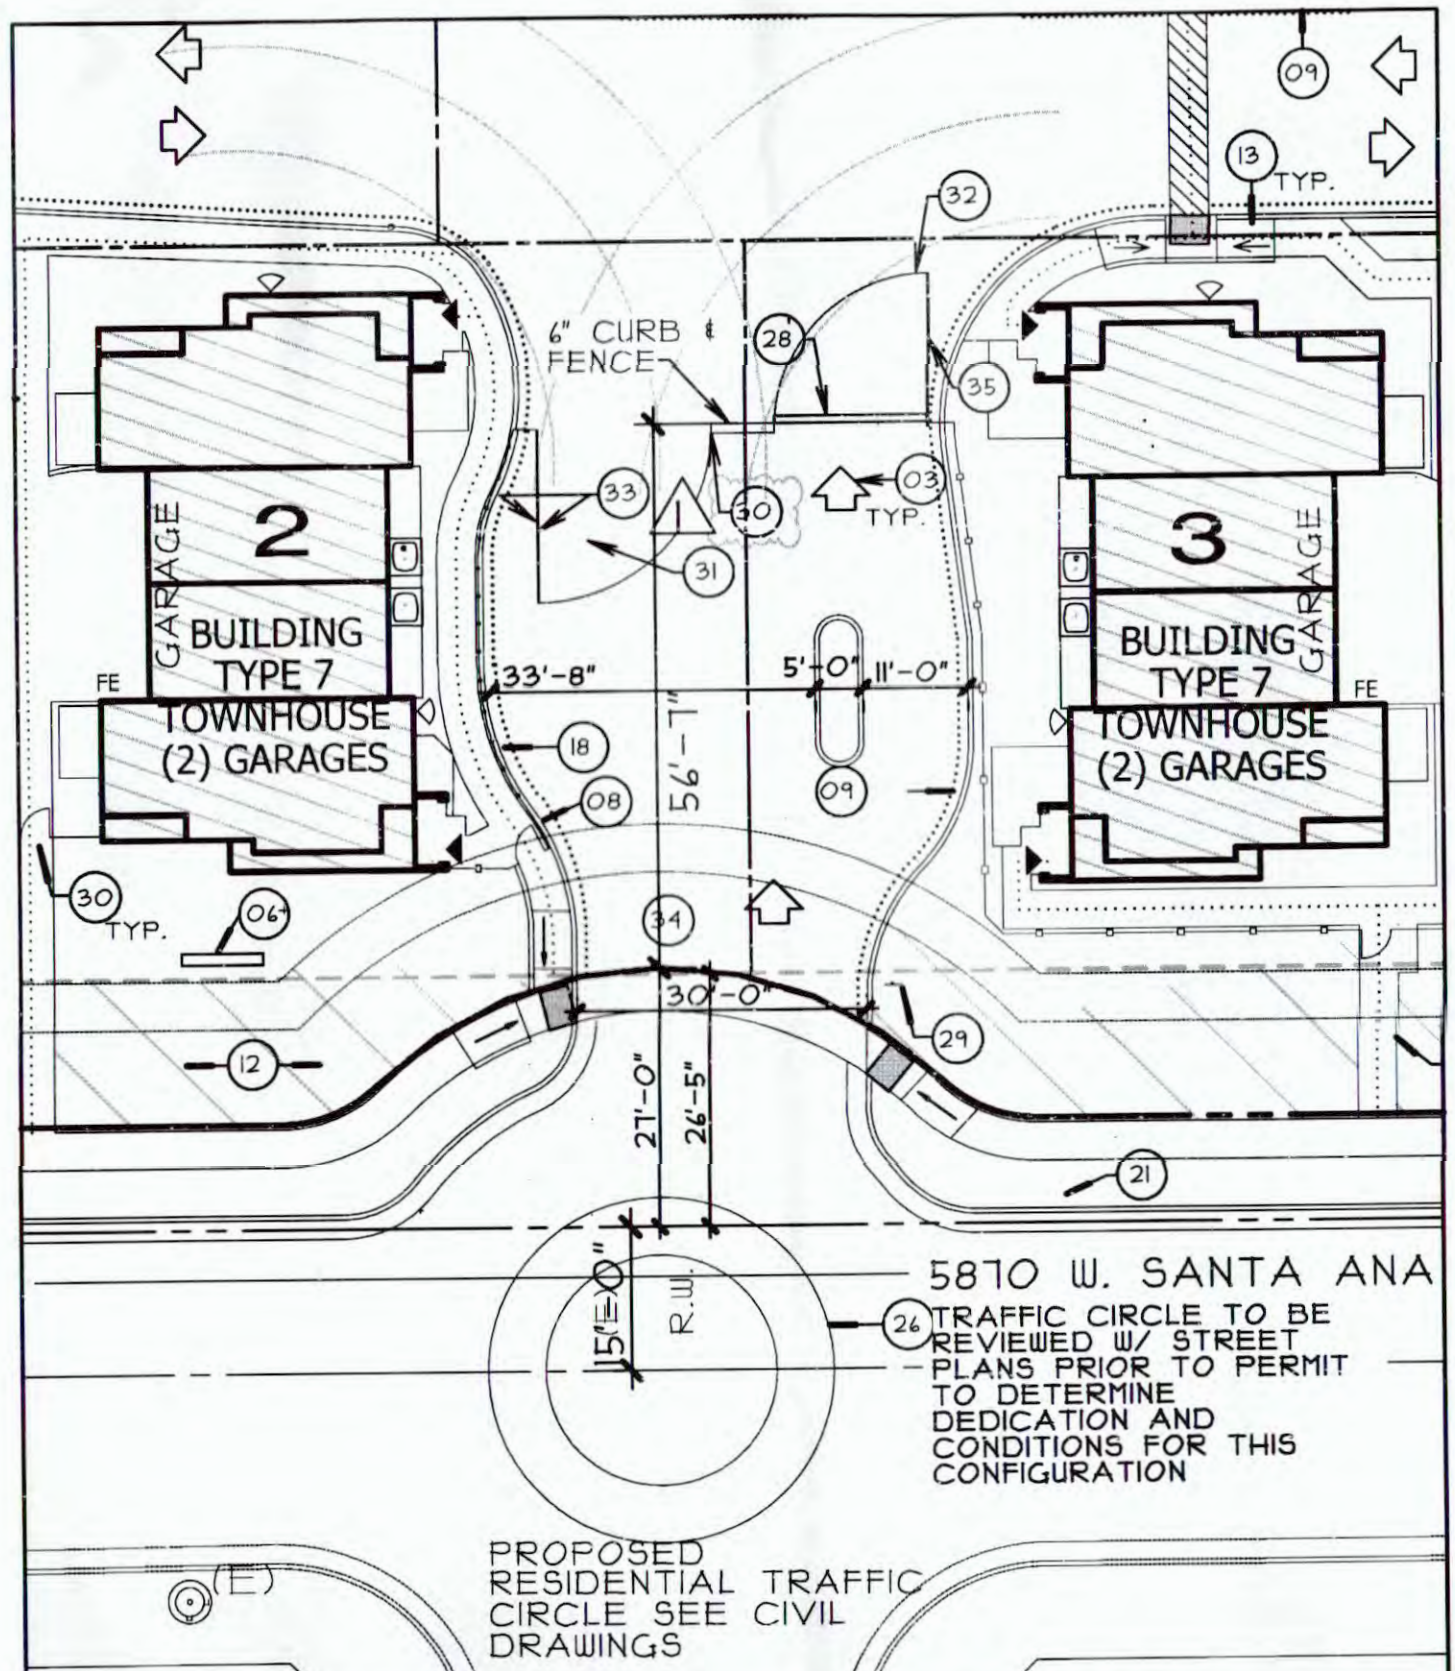 09
13
TYP.
32
6" CURB &
FENCE
28'
35
33
30
03
TYP.
31
GARAGE
2
BUILDING
TYPE 7
TOWNHOUSE
(2) GARAGES
FE
GARAGE
3
BUILDING
TYPE 7
TOWNHOUSE
(2) GARAGES
FE
33'-8"
5'-0"
11'-0"
56'-7"
18
08
09
30
TYP.
06
34
30'-0"
29
12
27'-0"
26'-5"
21
15'-0"
R.W.
26
5870 W. SANTA ANA
TRAFFIC CIRCLE TO BE
REVIEWED W/ STREET
PLANS PRIOR TO PERMIT
TO DETERMINE
DEDICATION AND
CONDITIONS FOR THIS
CONFIGURATION
PROPOSED
RESIDENTIAL TRAFFIC
CIRCLE SEE CIVIL
DRAWINGS
(E)